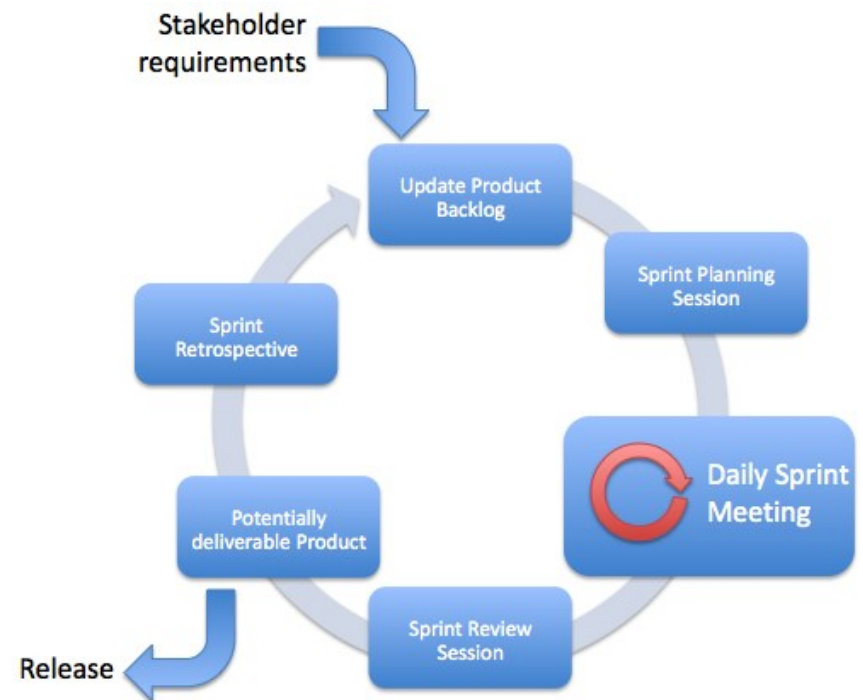 Stakeholder
requirements
Update Product
Backlog
Sprint Planning
Session
Daily Sprint
Meeting
Sprint Review
Session
Potentially
deliverable Product
Release
Sprint
Retrospective